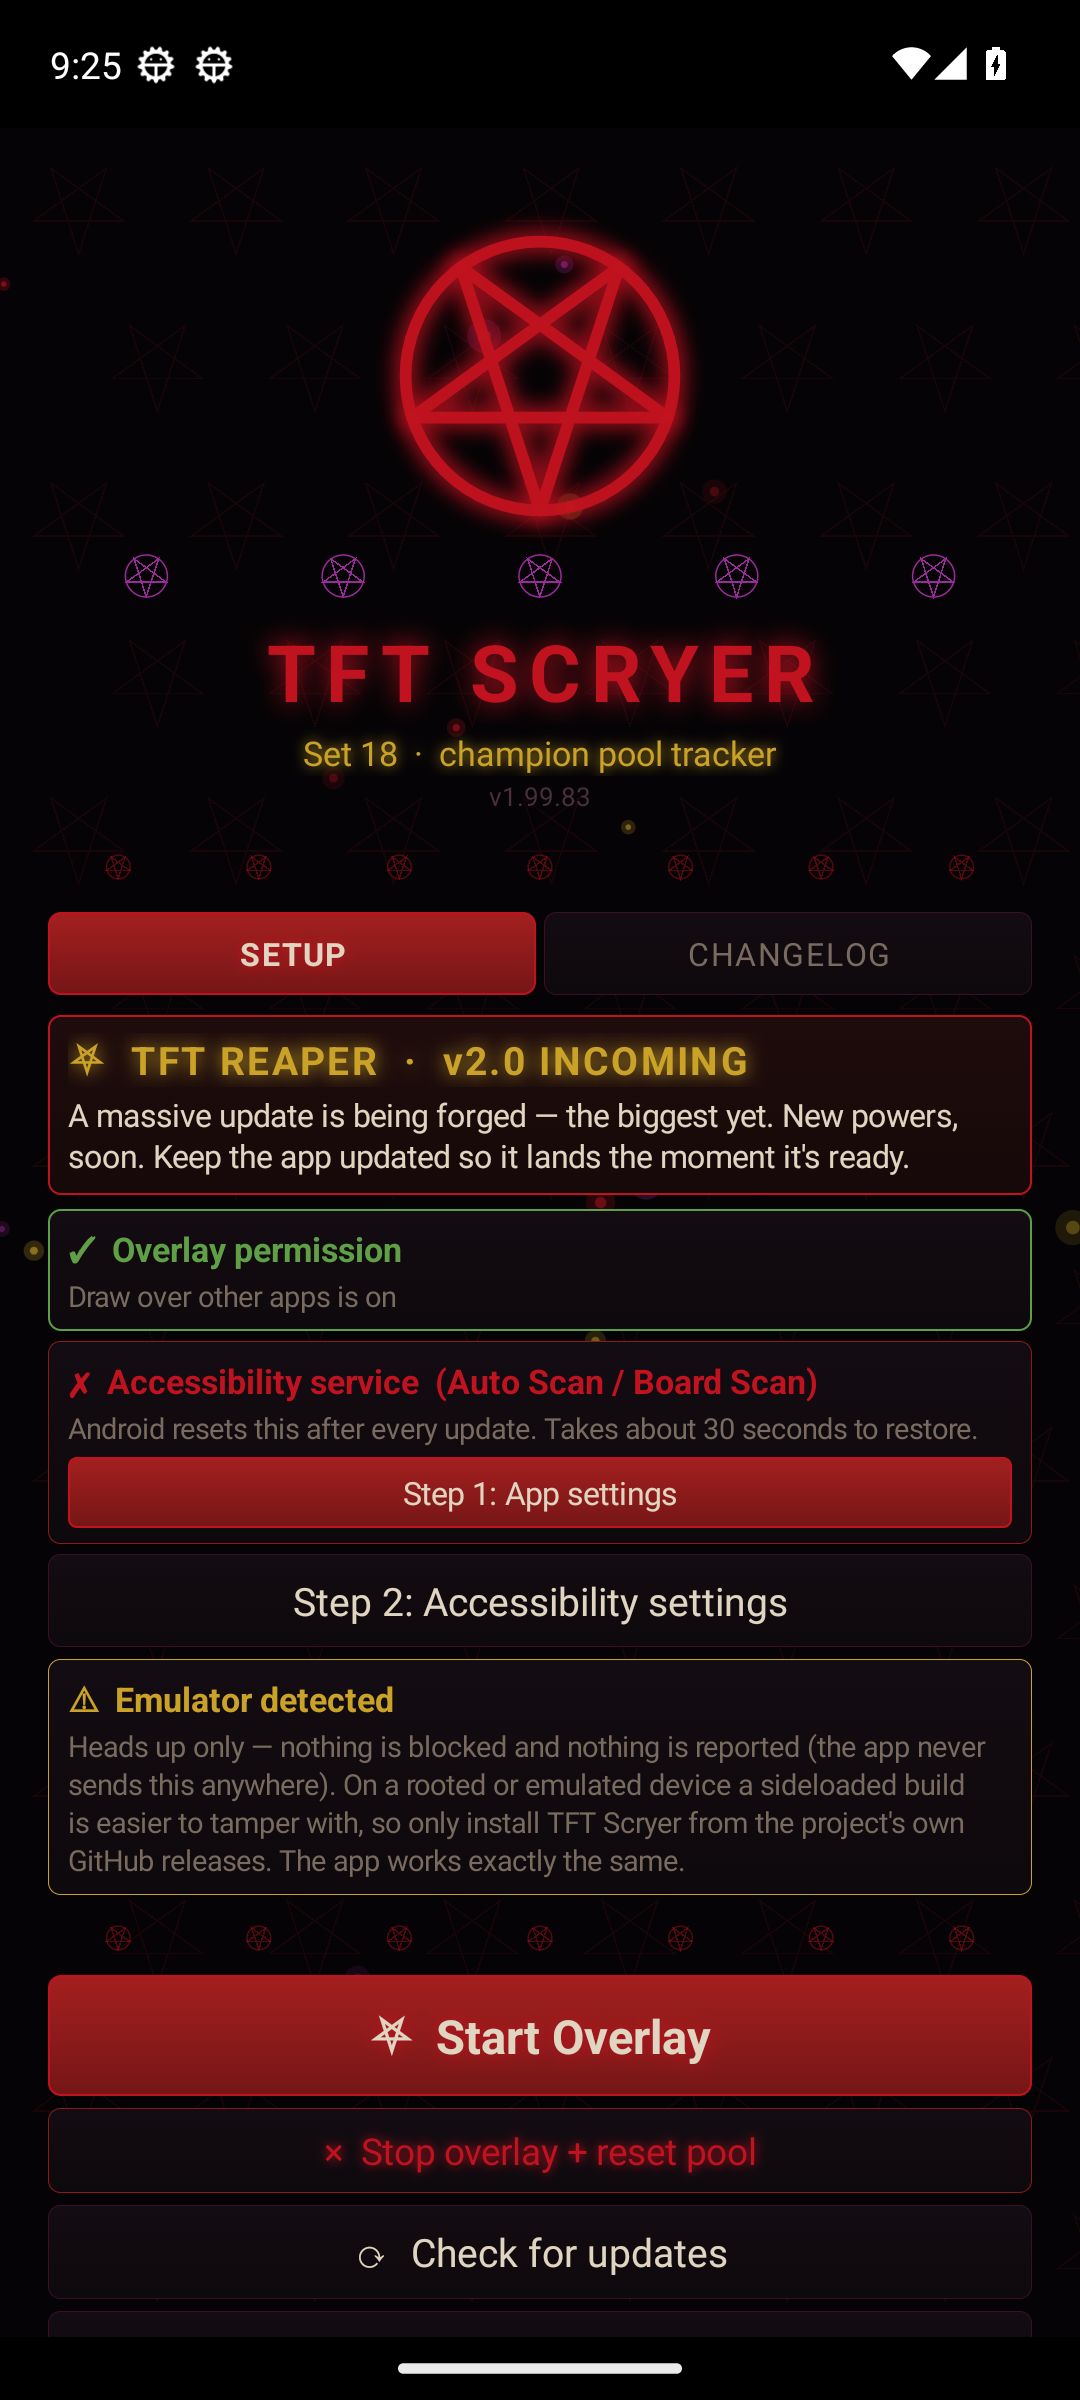 9:25
TFT SCRYER
Set 18 · champion pool tracker
v1.99.83
SETUP
CHANGELOG
TFT REAPER · v2.0 INCOMING
A massive update is being forged — the biggest yet. New powers,
soon. Keep the app updated so it lands the moment it's ready.
✓ Overlay permission
Draw over other apps is on
✗ Accessibility service (Auto Scan / Board Scan)
Android resets this after every update. Takes about 30 seconds to restore.
Step 1: App settings
Step 2: Accessibility settings
⚠ Emulator detected
Heads up only — nothing is blocked and nothing is reported (the app never
sends this anywhere). On a rooted or emulated device a sideloaded build
is easier to tamper with, so only install TFT Scryer from the project's own
GitHub releases. The app works exactly the same.
Start Overlay
× Stop overlay + reset pool
⟳ Check for updates